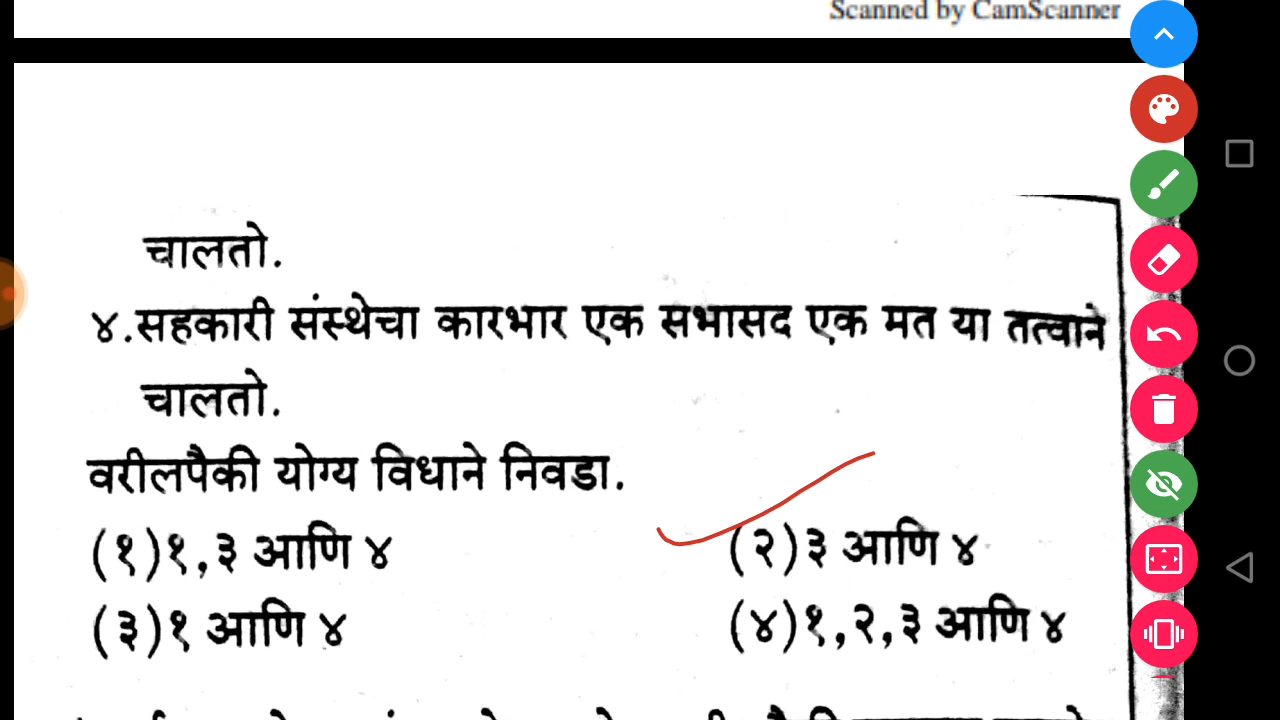 Scanned by CamScanner
चालतो.
४.सहकारी संस्थेचा कारभार एक सभासद एक मत या तत्वाने
चालतो.
वरीलपैकी योग्य विधाने निवडा.
(१)१,३ आणि ४ (२)३ आणि ४
(३)१ आणि ४ (४)१,२,३ आणि ४